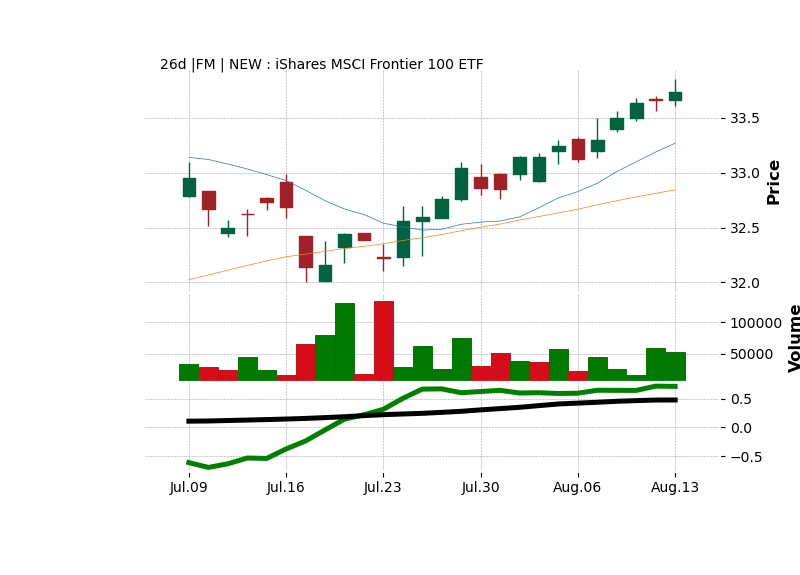 26d |FM | NEW : iShares MSCI Frontier 100 ETF
33.5
33.0
32.5
32.0
Price
100000
50000
Volume
0.5
0.0
−0.5
Jul.09 Jul.16 Jul.23 Jul.30 Aug.06 Aug.13